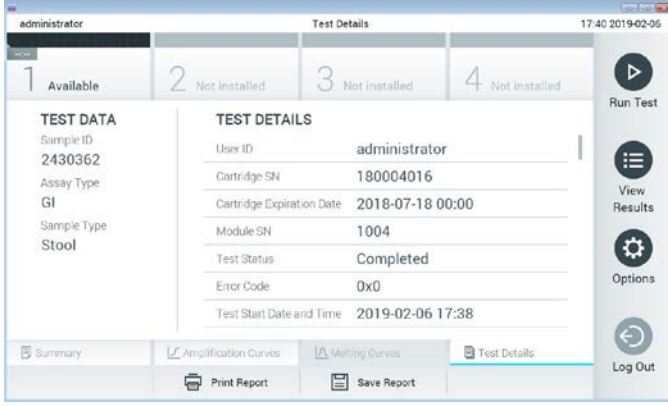 administrator Test Details 17:40 2019-02-06
--:--
1 Available 2 Not installed 3 Not installed 4 Not installed
Run Test
TEST DATA
Sample ID
2430362
Assay Type
GI
Sample Type
Stool
TEST DETAILS
User ID administrator
Cartridge SN 180004016
Cartridge Expiration Date 2018-07-18 00:00
Module SN 1004
Test Status Completed
Error Code 0x0
Test Start Date and Time 2019-02-06 17:38
View
Results
Options
Log Out
Summary Amplification Curves Melting Curves Test Details
Print Report Save Report